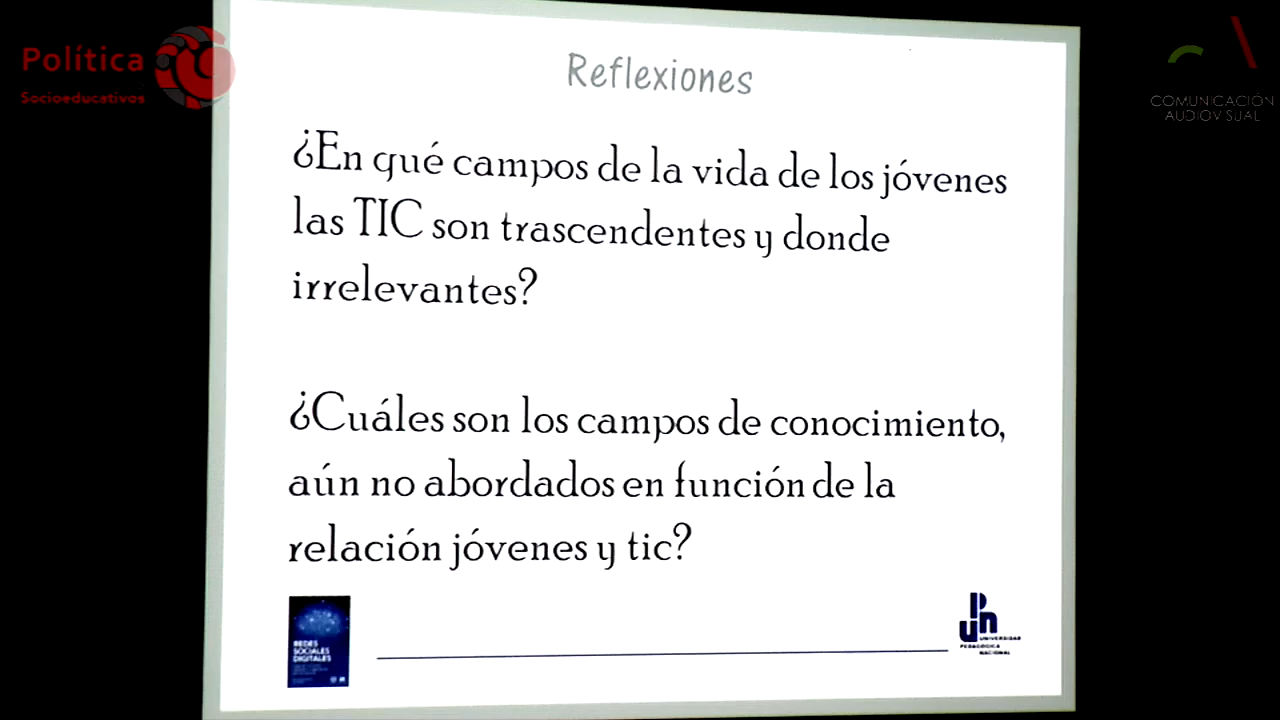 Política
Socioeducativos
COMUNICACIÓN
AUDIOVISUAL
Reflexiones
¿En qué campos de la vida de los jóvenes
las TIC son trascendentes y donde
irrelevantes?
¿Cuáles son los campos de conocimiento,
aún no abordados en función de la
relación jóvenes y tic?
REDES
SOCIALES
DIGITALES
UNIVERSIDAD
PEDAGÓGICA
NACIONAL